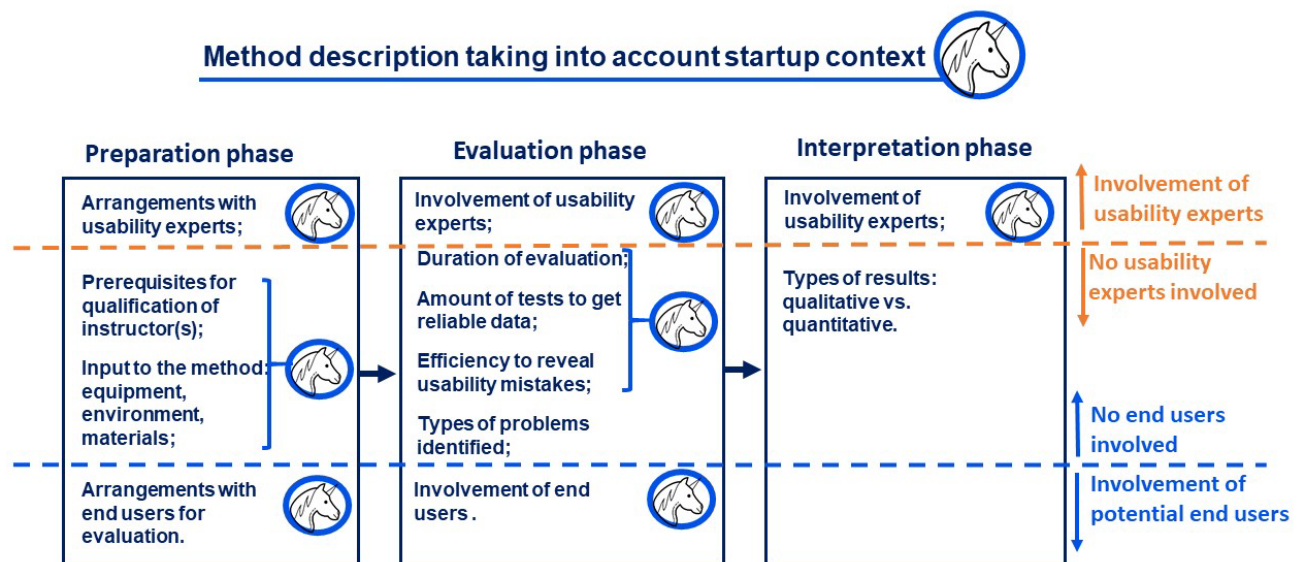 Method description taking into account startup context
Preparation phase
Arrangements with
usability experts;
Prerequisites for
qualification of
instructor(s);
Input to the method:
equipment,
environment,
materials;
Arrangements with
end users for
evaluation.
Evaluation phase
Involvement of usability
experts;
Duration of evaluation;
Amount of tests to get
reliable data;
Efficiency to reveal
usability mistakes;
Types of problems
identified;
Involvement of end
users .
Interpretation phase
Involvement of
usability experts;
Types of results:
qualitative vs.
quantitative.
Involvement of
usability experts
No usability
experts involved
No end users
involved
Involvement of
potential end users